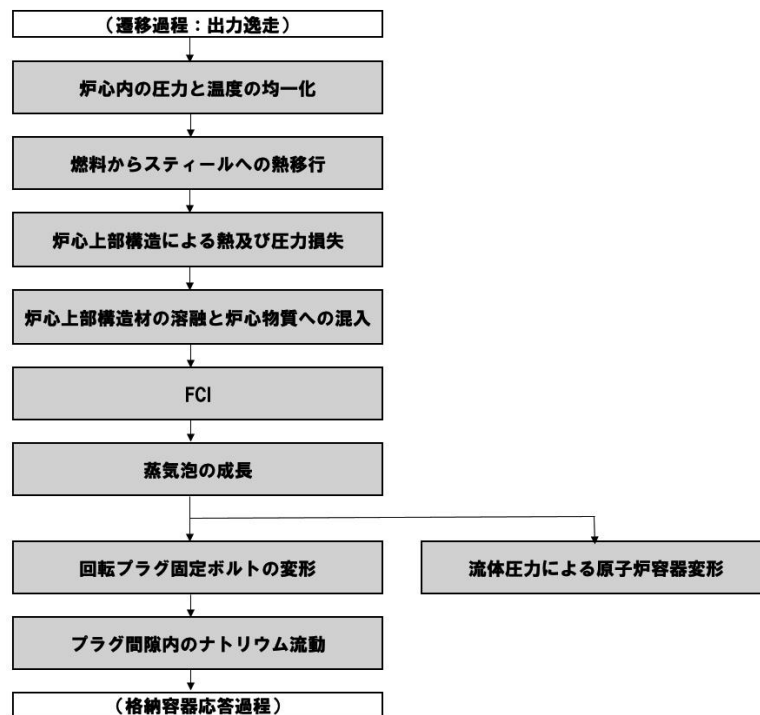 （遷移過程：出力逸走）
炉心内の圧力と温度の均一化
燃料からスティールへの熱移行
炉心上部構造による熱及び圧力損失
炉心上部構造材の溶融と炉心物質への混入
FCI
蒸気泡の成長
回転プラグ固定ボルトの変形
流体圧力による原子炉容器変形
プラグ間隙内のナトリウム流動
（格納容器応答過程）